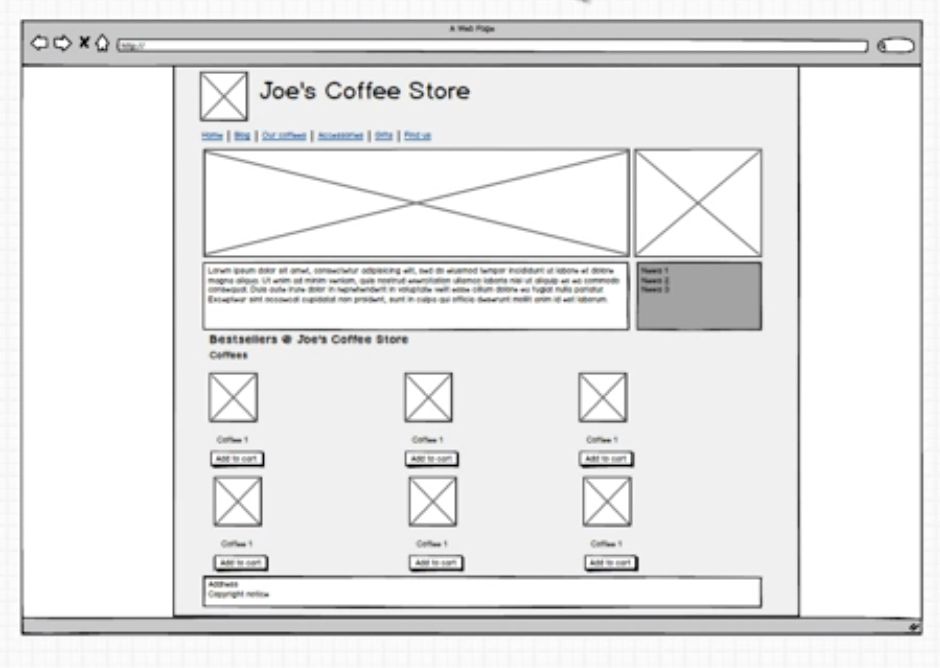 A Web Page
http://
Joe's Coffee Store
Home | Blog | Our coffees | Accessories | Gifts | Find us
Lorem ipsum dolor sit amet, consectetur adipisicing elit, sed do eiusmod tempor incididunt ut labore et dolore
magna aliqua. Ut enim ad minim veniam, quis nostrud exercitation ullamco laboris nisi ut aliquip ex ea commodo
consequat. Duis aute irure dolor in reprehenderit in voluptate velit esse cillum dolore eu fugiat nulla pariatur.
Excepteur sint occaecat cupidatat non proident, sunt in culpa qui officia deserunt mollit anim id est laborum.
News 1
News 2
News 3
Bestsellers @ Joe's Coffee Store
Coffees
Coffee 1
Coffee 1
Coffee 1
Add to cart
Add to cart
Add to cart
Coffee 1
Coffee 1
Coffee 1
Add to cart
Add to cart
Add to cart
Address
Copyright notice